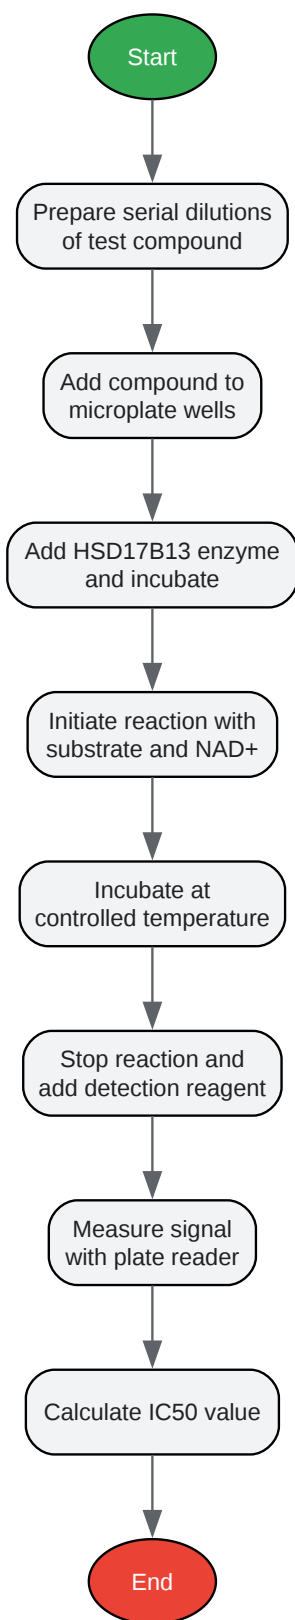 Start
Prepare serial dilutions
of test compound
Add compound to
microplate wells
Add HSD17B13 enzyme
and incubate
Initiate reaction with
substrate and NAD+
Incubate at
controlled temperature
Stop reaction and
add detection reagent
Measure signal
with plate reader
Calculate IC50 value
End